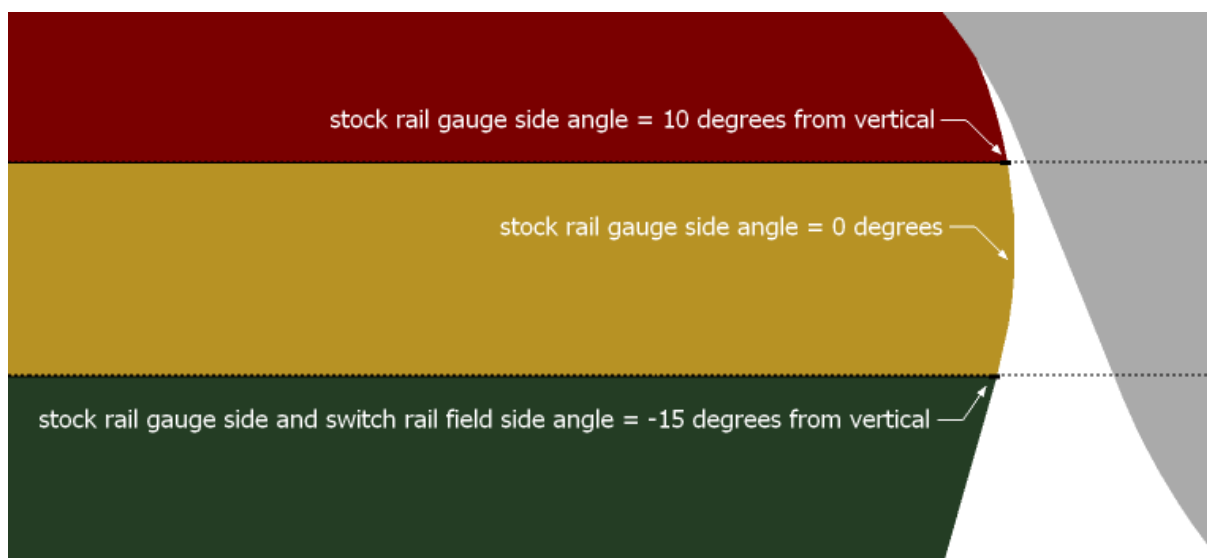 stock rail gauge side angle = 10 degrees from vertical
stock rail gauge side angle = 0 degrees
stock rail gauge side and switch rail field side angle = -15 degrees from vertical